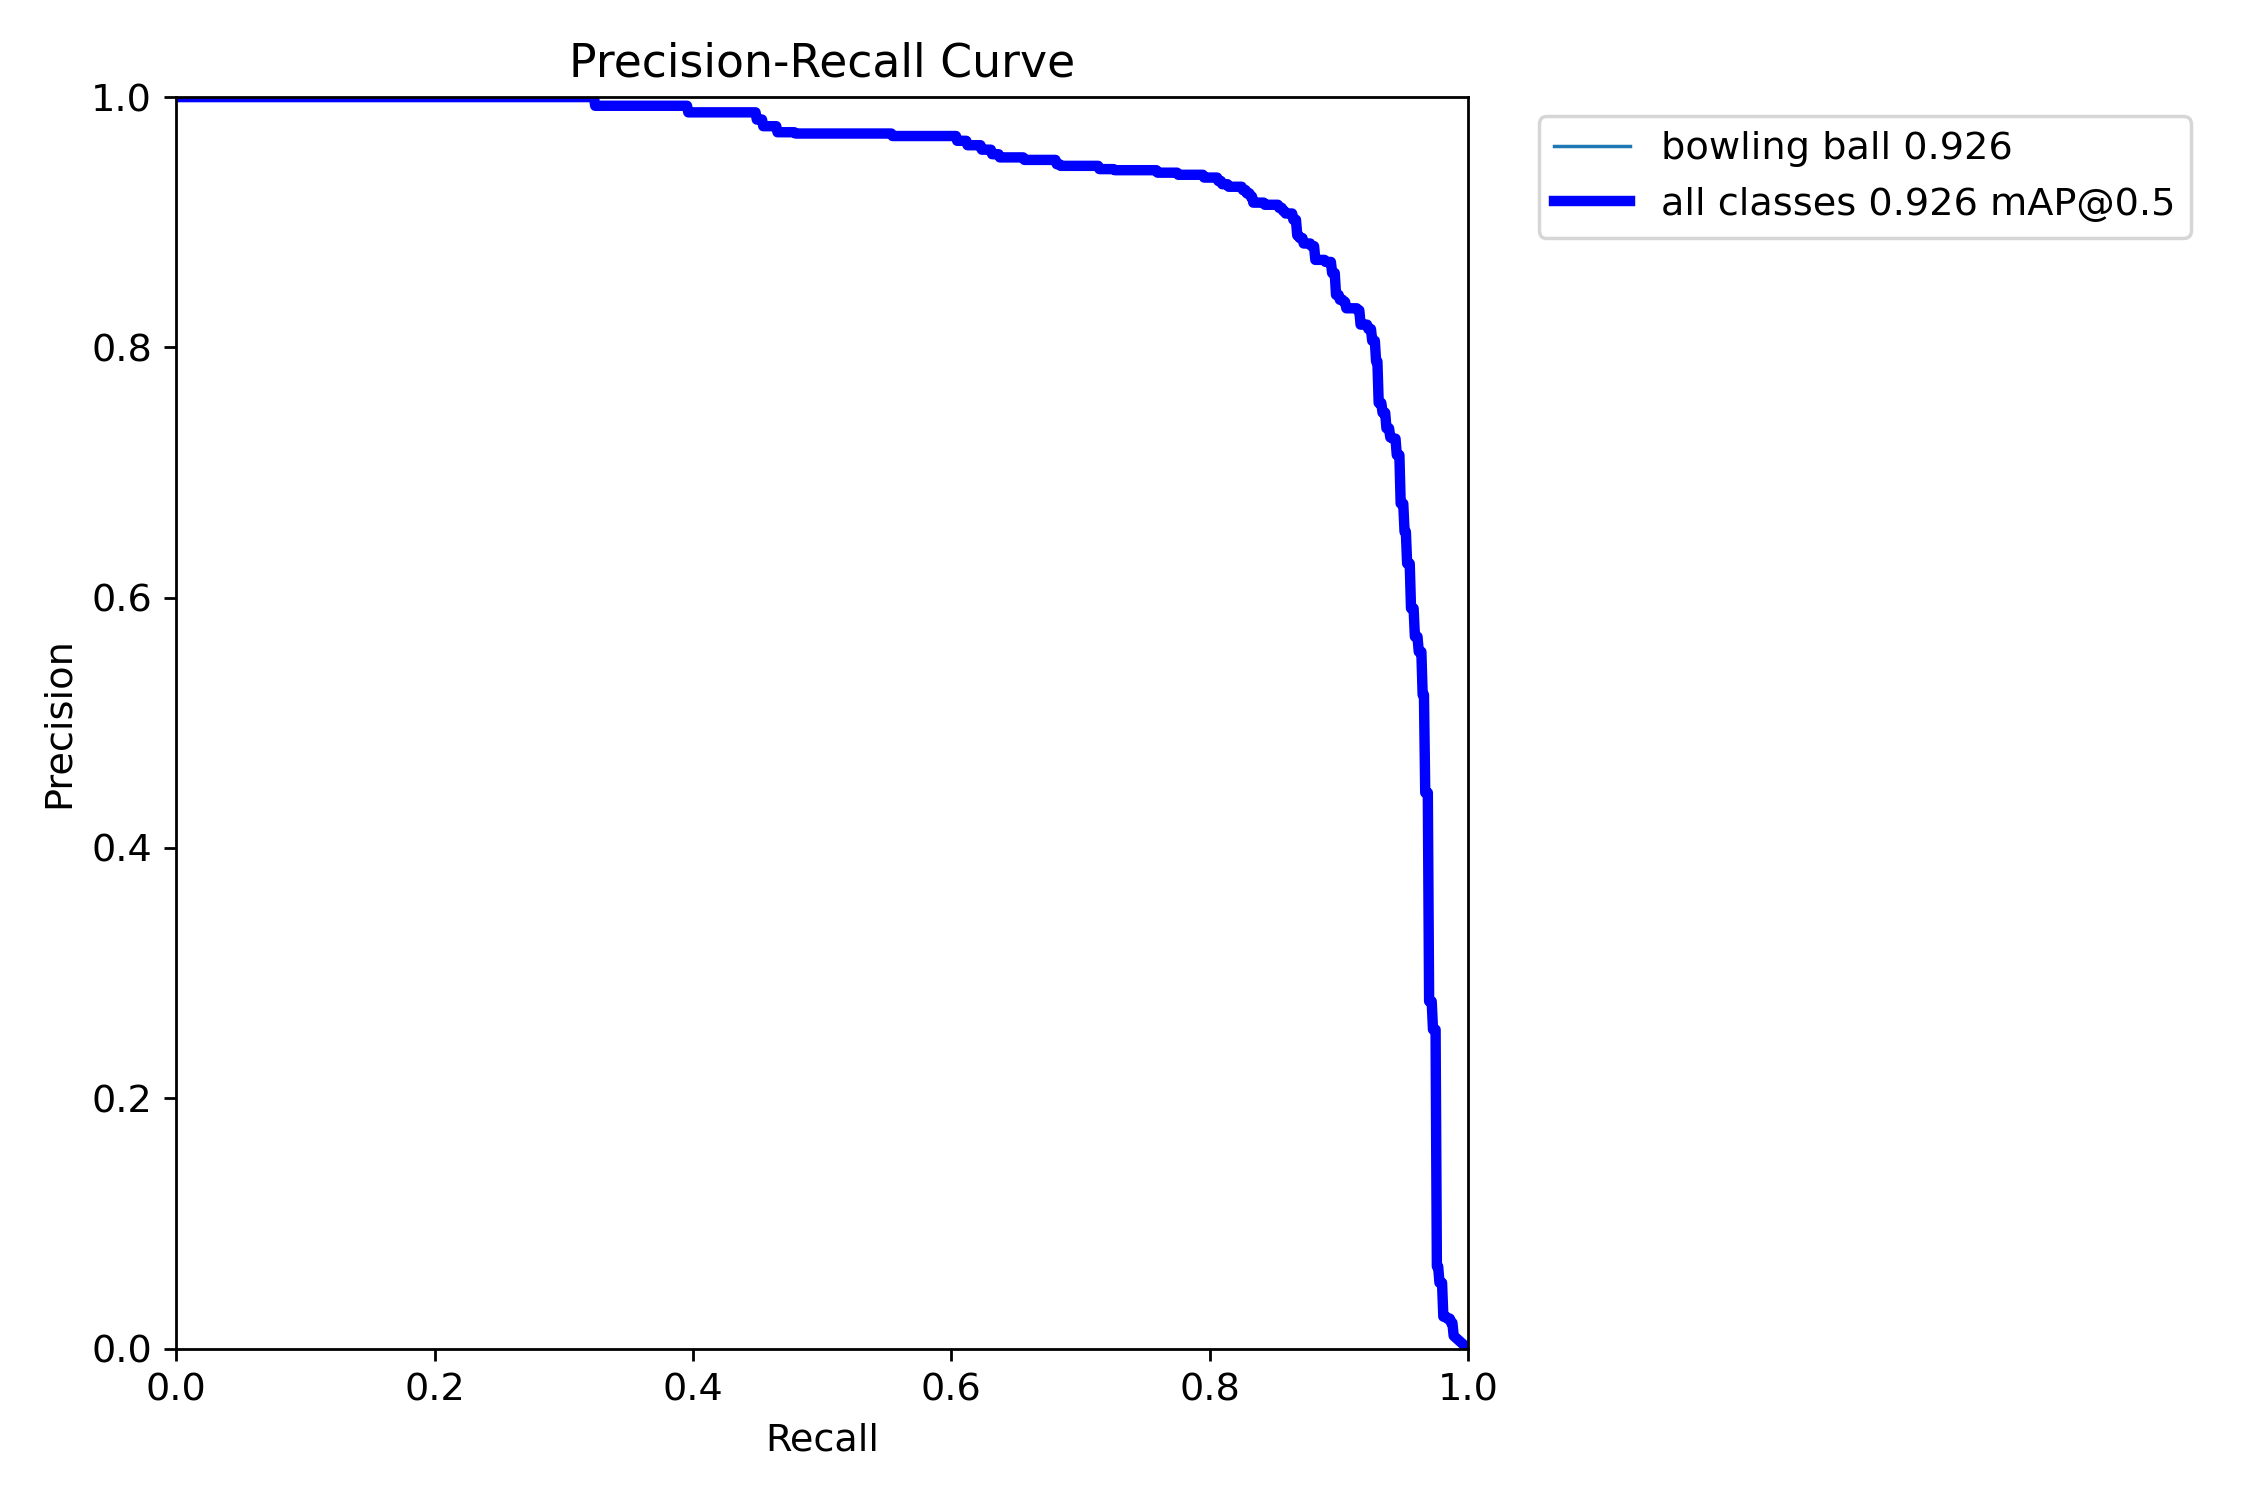 Precision-Recall Curve
1.0
0.8
0.6
0.4
0.2
0.0
Precision
0.0 0.2 0.4 0.6 0.8 1.0
Recall
bowling ball 0.926
all classes 0.926 mAP@0.5